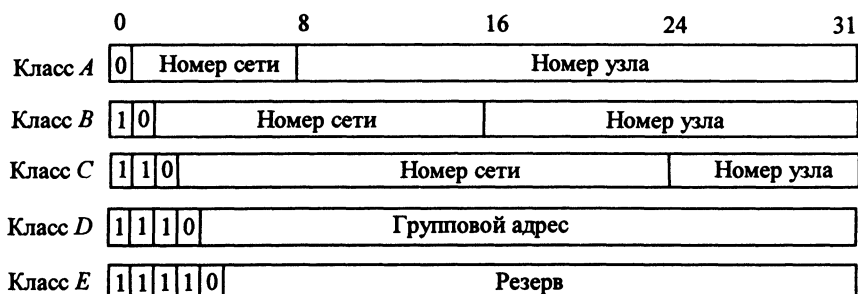 0 8 16 24 31
Класс A 0 Номер сети Номер узла
Класс B 1 0 Номер сети Номер узла
Класс C 1 1 0 Номер сети Номер узла
Класс D 1 1 1 0 Групповой адрес
Класс E 1 1 1 1 0 Резерв